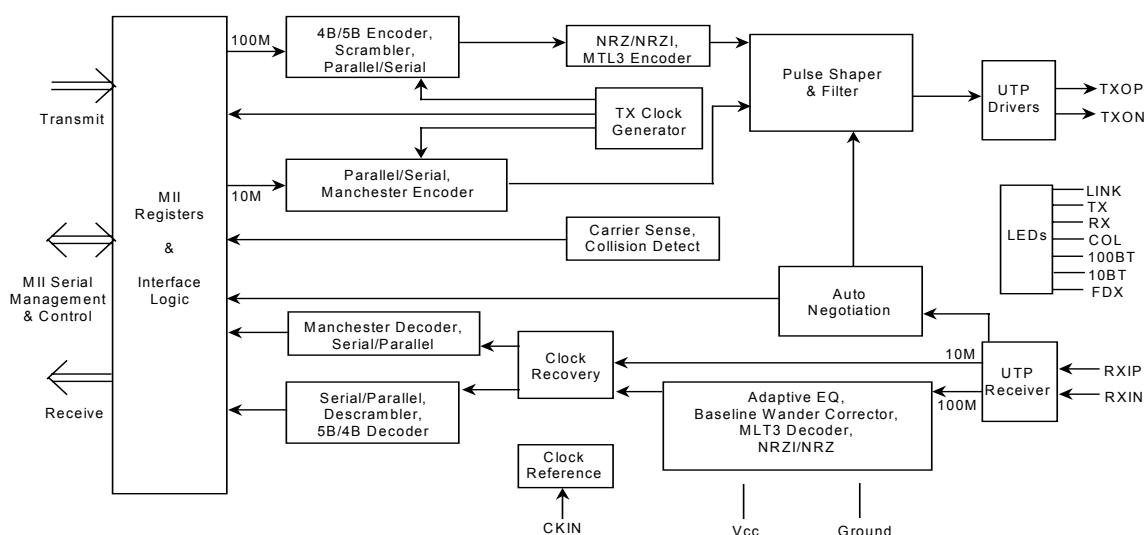 100M
4B/5B Encoder,
Scrambler,
Parallel/Serial
NRZ/NRZI,
MTL3 Encoder
Pulse Shaper
& Filter
UTP
Drivers
TXOP
TXON
Transmit
TX Clock
Generator
10M
Parallel/Serial,
Manchester Encoder
MII
Registers
&
Interface
Logic
Carrier Sense,
Collision Detect
LEDs
LINK
TX
RX
COL
100BT
10BT
FDX
MII Serial
Management
& Control
Auto
Negotiation
Manchester Decoder,
Serial/Parallel
Clock
Recovery
10M
100M
UTP
Receiver
RXIP
RXIN
Receive
Serial/Parallel,
Descrambler,
5B/4B Decoder
Adaptive EQ,
Baseline Wander Corrector,
MLT3 Decoder,
NRZI/NRZ
Clock
Reference
CKIN
Vcc
Ground